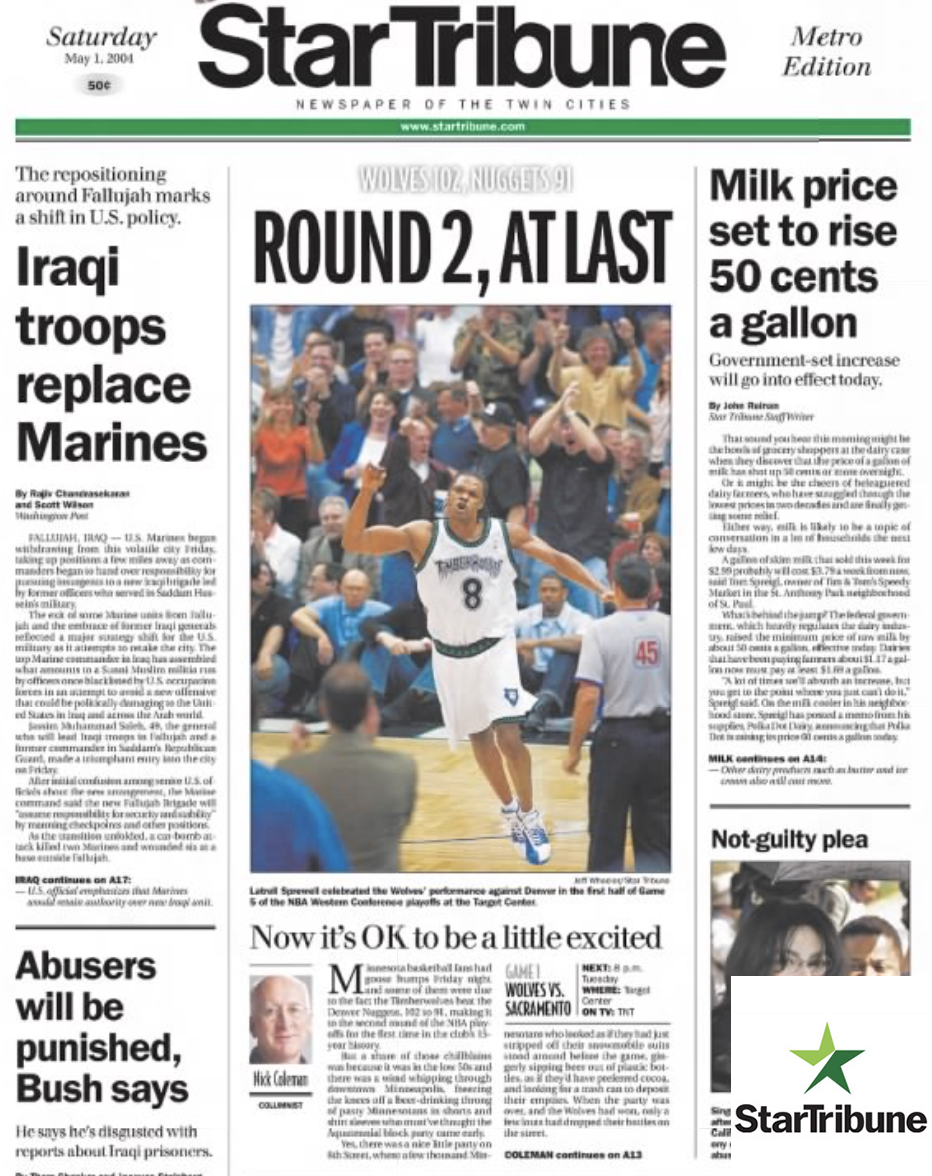 Saturday
May 1, 2004
50¢
StarTribune
Metro
Edition
NEWSPAPER OF THE TWIN CITIES
www.startribune.com
The repositioning
around Fallujah marks
a shift in U.S. policy.
Iraqi
troops
replace
Marines
By Rajiv Chandrasekaran
and Scott Wilson
Washington Post
FALLUJAH, IRAQ — U.S. Marines began
withdrawing from this volatile city Friday,
taking up positions a few miles away as com-
manders began to hand over responsibility for
pursuing insurgents to a new Iraqi brigade led
by former officers who served in Saddam Hus-
sein's military.
The exit of some Marine units from Fallu-
jah and the embrace of former Iraqi generals
reflected a major strategy shift for the U.S.
military as it attempts to retake the city. The
top Marine commander in Iraq has assembled
what amounts to a Sunni Muslim militia run
by officers once blacklisted by U.S. occupation
forces in an attempt to avoid a new offensive
that could be politically damaging to the Unit-
ed States in Iraq and across the Arab world.
Jassim Muhammad Saleh, 49, the general
who will lead Iraqi troops in Fallujah and a
former commander in Saddam's Republican
Guard, made a triumphant entry into the city
on Friday.
After initial confusion among senior U.S. of-
ficials about the new arrangement, the Marine
command said the new Fallujah Brigade will
"assume responsibility for security and stability"
by manning checkpoints and other positions.
As the transition unfolded, a car-bomb at-
tack killed two Marines and wounded six at a
base outside Fallujah.
IRAQ continues on A17:
— U.S. official emphasizes that Marines
would retain authority over new Iraqi unit.
Abusers
will be
punished,
Bush says
He says he's disgusted with
reports about Iraqi prisoners.
WOLVES 102, NUGGETS 91
ROUND 2, AT LAST
TIMBERWOLVES
8
45
Jeff Wheeler/Star Tribune
Latrell Sprewell celebrated the Wolves' performance against Denver in the first half of Game
5 of the NBA Western Conference playoffs at the Target Center.
Now it's OK to be a little excited
Nick Coleman
COLUMNIST
Minnesota basketball fans had
goose bumps Friday night
and some of them were due
to the fact the Timberwolves beat the
Denver Nuggets, 102 to 91, making it
to the second round of the NBA play-
offs for the first time in the club's 15-
year history.
But a share of those chillblains
was because it was in the low 50s and
there was a wind whipping through
downtown Minneapolis, freezing
the knees off a beer-drinking throng
of pasty Minnesotans in shorts and
shirt sleeves who must've thought the
Aquatennial block party came early.
Yes, there was a nice little party on
8th Street, where a few thousand Min-
GAME 1
WOLVES VS.
SACRAMENTO
NEXT: 8 p.m.
Tuesday
WHERE: Target
Center
ON TV: TNT
nesotans who looked as if they had just
stripped off their snowmobile suits
stood around before the game, gin-
gerly sipping beer out of plastic bot-
tles, as if they'd have preferred cocoa,
and looking for a trash can to deposit
their empties. When the party was
over, and the Wolves had won, only a
few louts had dropped their bottles on
the street.
COLEMAN continues on A13
Milk price
set to rise
50 cents
a gallon
Government-set increase
will go into effect today.
By John Reinan
Star Tribune Staff Writer
That sound you hear this morning might be
the howls of grocery shoppers at the dairy case
when they discover that the price of a gallon of
milk has shot up 50 cents or more overnight.
Or it might be the cheers of beleaguered
dairy farmers, who have struggled through the
lowest prices in two decades and are finally get-
ting some relief.
Either way, milk is likely to be a topic of
conversation in a lot of households the next
few days.
A gallon of skim milk that sold this week for
$2.99 probably will cost $3.79 a week from now,
said Tom Spreigl, owner of Tim & Tom's Speedy
Market in the St. Anthony Park neighborhood
of St. Paul.
What's behind the jump? The federal govern-
ment, which heavily regulates the dairy indus-
try, raised the minimum price of raw milk by
about 50 cents a gallon, effective today. Dairies
that have been paying farmers about $1.17 a gal-
lon now must pay at least $1.69 a gallon.
"A lot of times we'll absorb an increase, but
you get to the point where you just can't do it,"
Spreigl said. On the milk cooler in his neighbor-
hood store, Spreigl has posted a memo from his
supplier, Polka Dot Dairy, announcing that Polka
Dot is raising its price 60 cents a gallon today.
MILK continues on A14:
— Other dairy products such as butter and ice
cream also will cost more.
Not-guilty plea
StarTribune